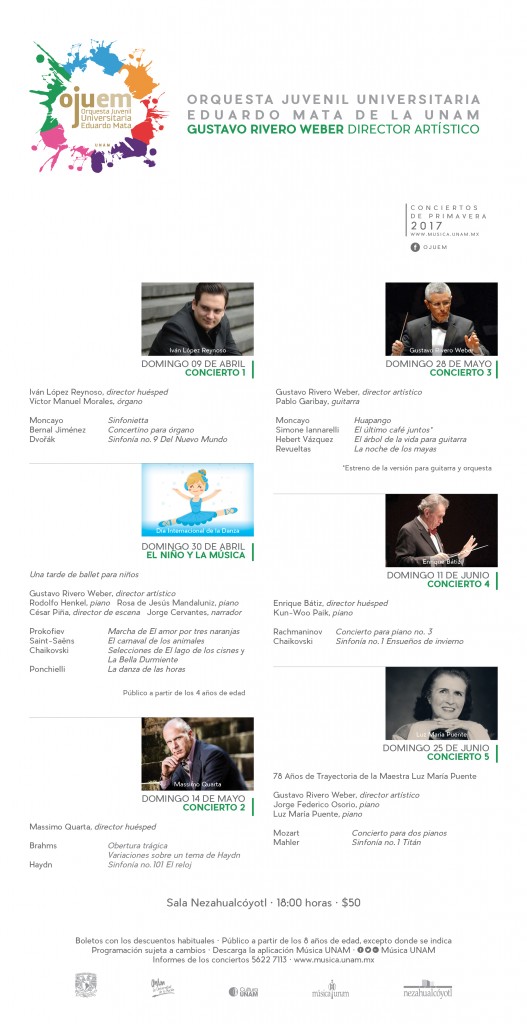 ojuem
Orquesta Juvenil
Universitaria
Eduardo Mata
UNAM
ORQUESTA JUVENIL UNIVERSITARIA
EDUARDO MATA DE LA UNAM
GUSTAVO RIVERO WEBER DIRECTOR ARTÍSTICO
CONCIERTOS
DE PRIMAVERA
2017
WWW.MUSICA.UNAM.MX
OJUEM
Iván López Reynoso
DOMINGO 09 DE ABRIL
CONCIERTO 1
Iván López Reynoso, director huésped
Víctor Manuel Morales, órgano
Moncayo Sinfonietta
Bernal Jiménez Concertino para órgano
Dvořák Sinfonía no. 9 Del Nuevo Mundo
Día Internacional de la Danza
DOMINGO 30 DE ABRIL
EL NIÑO Y LA MÚSICA
Una tarde de ballet para niños
Gustavo Rivero Weber, director artístico
Rodolfo Henkel, piano Rosa de Jesús Mandaluniz, piano
César Piña, director de escena Jorge Cervantes, narrador
Prokofiev Marcha de El amor por tres naranjas
Saint-Saëns El carnaval de los animales
Chaikovski Selecciones de El lago de los cisnes y
La Bella Durmiente
Ponchielli La danza de las horas
Público a partir de los 4 años de edad
Massimo Quarta
DOMINGO 14 DE MAYO
CONCIERTO 2
Massimo Quarta, director huésped
Brahms Obertura trágica
Variaciones sobre un tema de Haydn
Haydn Sinfonía no. 101 El reloj
Gustavo Rivero Weber
DOMINGO 28 DE MAYO
CONCIERTO 3
Gustavo Rivero Weber, director artístico
Pablo Garibay, guitarra
Moncayo Huapango
Simone Iannarelli El último café juntos*
Hebert Vázquez El árbol de la vida para guitarra
Revueltas La noche de los mayas
*Estreno de la versión para guitarra y orquesta
Enrique Bátiz
DOMINGO 11 DE JUNIO
CONCIERTO 4
Enrique Bátiz, director huésped
Kun-Woo Paik, piano
Rachmaninov Concierto para piano no. 3
Chaikovski Sinfonía no. 1 Ensueños de invierno
Luz María Puente
DOMINGO 25 DE JUNIO
CONCIERTO 5
78 Años de Trayectoria de la Maestra Luz María Puente
Gustavo Rivero Weber, director artístico
Jorge Federico Osorio, piano
Luz María Puente, piano
Mozart Concierto para dos pianos
Mahler Sinfonía no. 1 Titán
Sala Nezahualcóyotl · 18:00 horas · $50
Boletos con los descuentos habituales · Público a partir de los 8 años de edad, excepto donde se indica
Programación sujeta a cambios · Descarga la aplicación Música UNAM · Música UNAM
Informes de los conciertos 5622 7113 · www.musica.unam.mx
Cultura
UNAM
música unam
nezahualcóyotl